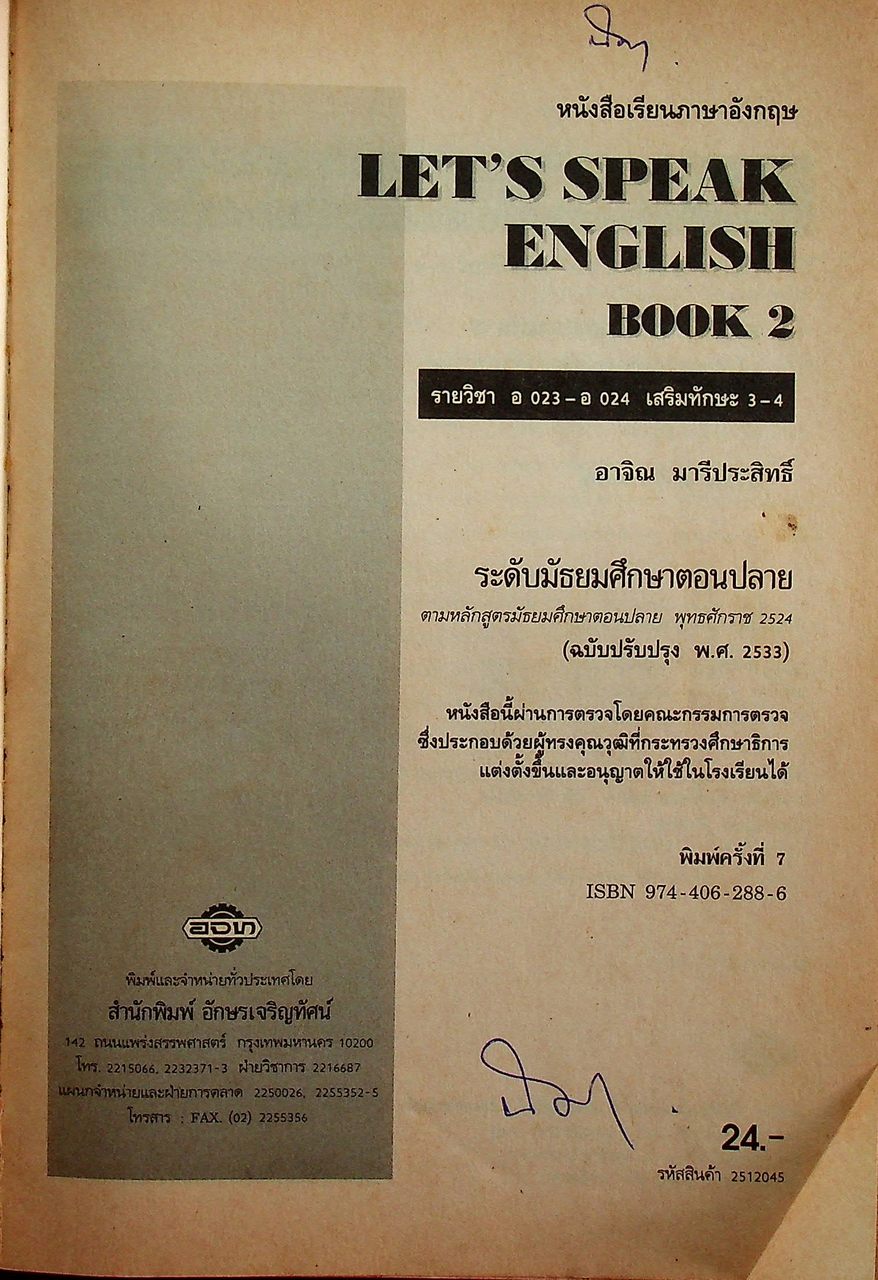 หนังสือเรียนภาษาอังกฤษ
LET'S SPEAK
ENGLISH
BOOK 2
รายวิชา อ 023 – อ 024 เสริมทักษะ 3 – 4
อาจิณ มารีประสิทธิ์
ระดับมัธยมศึกษาตอนปลาย
ตามหลักสูตรมัธยมศึกษาตอนปลาย พุทธศักราช 2524
(ฉบับปรับปรุง พ.ศ. 2533)
หนังสือนี้ผ่านการตรวจโดยคณะกรรมการตรวจ
ซึ่งประกอบด้วยผู้ทรงคุณวุฒิที่กระทรวงศึกษาธิการ
แต่งตั้งขึ้นและอนุญาตให้ใช้ในโรงเรียนได้
พิมพ์ครั้งที่ 7
ISBN 974-406-288-6
อจท
พิมพ์และจำหน่ายทั่วประเทศโดย
สำนักพิมพ์ อักษรเจริญทัศน์
142 ถนนแพร่งสรรพศาสตร์ กรุงเทพมหานคร 10200
โทร. 2215066, 2232371-3 ฝ่ายวิชาการ 2216687
แผนกจำหน่ายและฝ่ายการตลาด 2250026, 2255352-5
โทรสาร : FAX. (02) 2255356
24.–
รหัสสินค้า 2512045